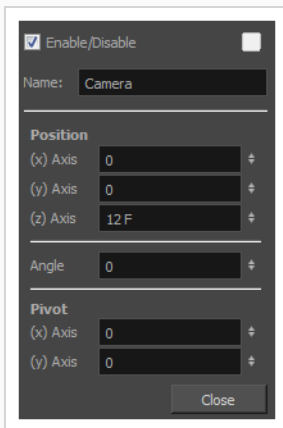 Enable/Disable
Name: Camera
Position
(x) Axis 0
(y) Axis 0
(z) Axis 12 F
Angle 0
Pivot
(x) Axis 0
(y) Axis 0
Close